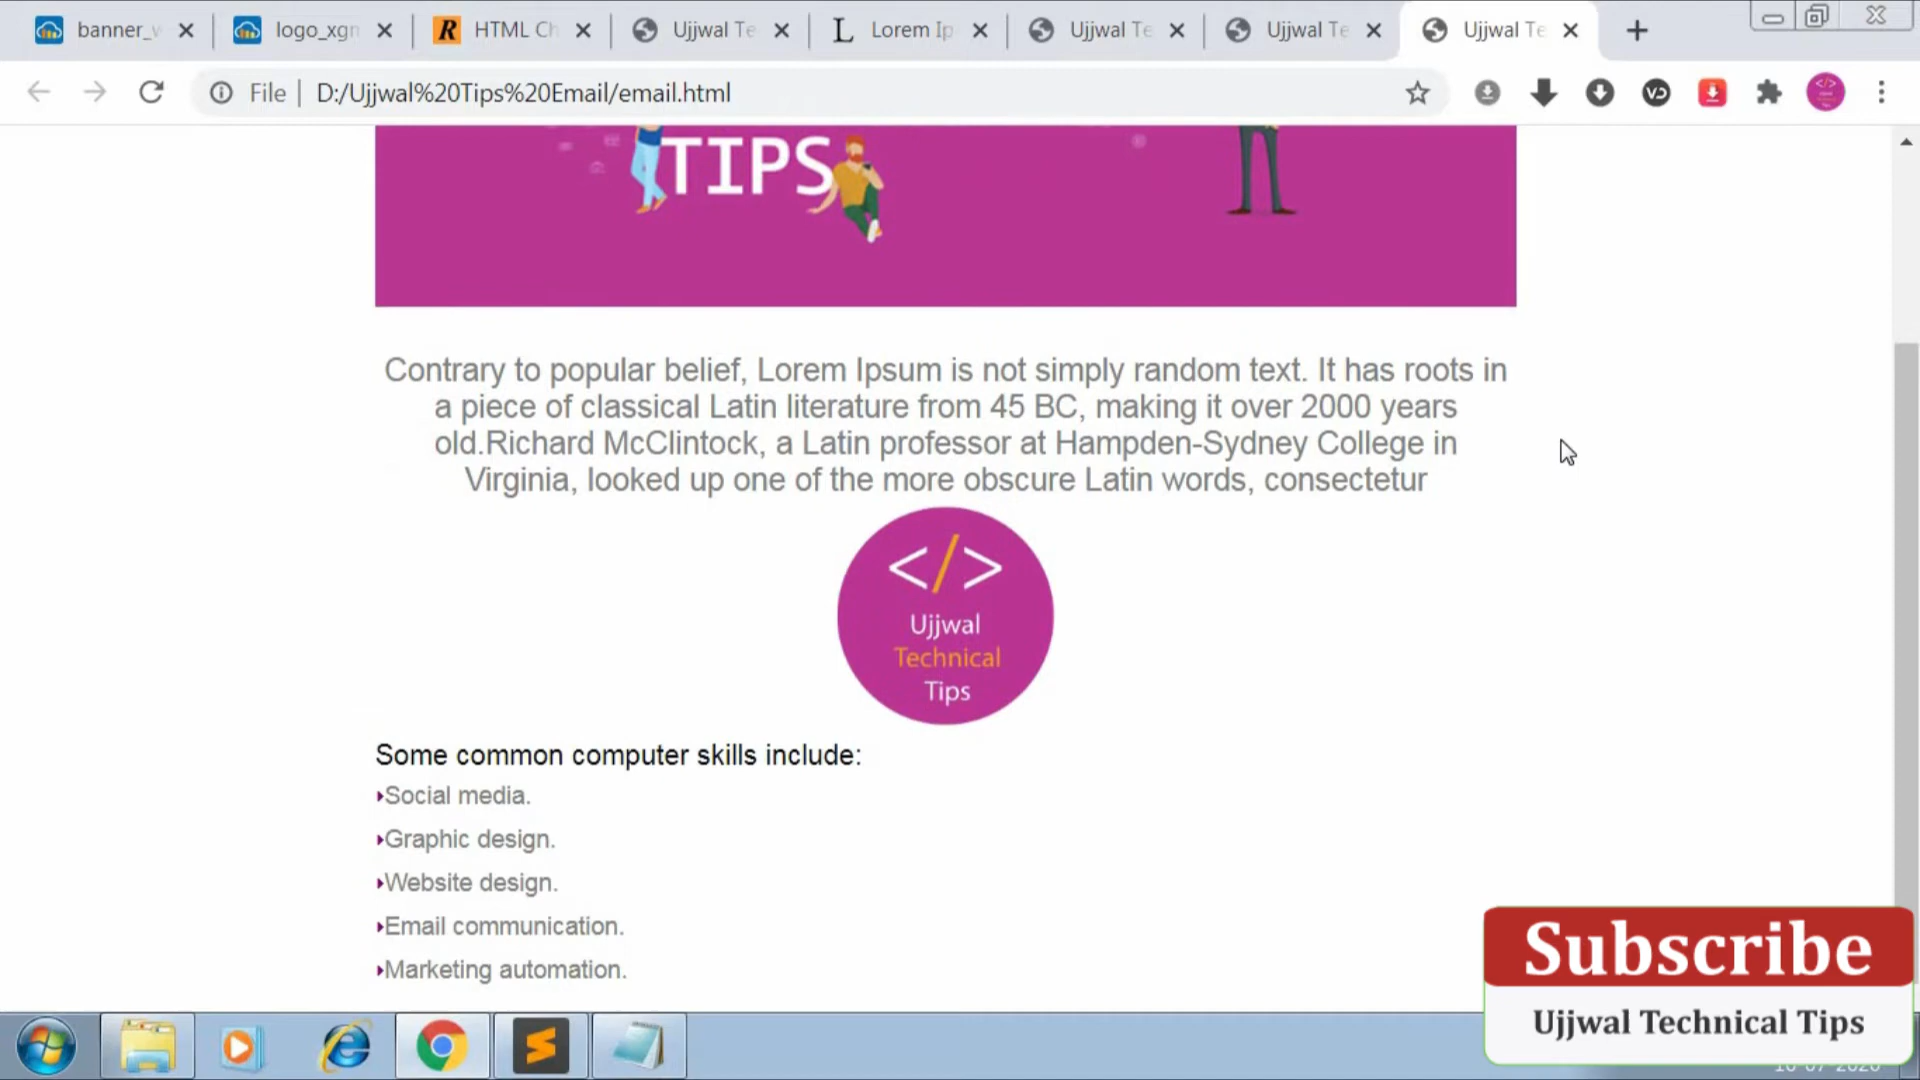 banner_w
logo_xgn
HTML Ch
Ujjwal Te
Lorem Ip
Ujjwal Te
Ujjwal Te
Ujjwal Te
File
D:/Ujjwal%20Tips%20Email/email.html
TIPS
Contrary to popular belief, Lorem Ipsum is not simply random text. It has roots in
a piece of classical Latin literature from 45 BC, making it over 2000 years
old.Richard McClintock, a Latin professor at Hampden-Sydney College in
Virginia, looked up one of the more obscure Latin words, consectetur
</>
Ujjwal
Technical
Tips
Some common computer skills include:
Social media.
Graphic design.
Website design.
Email communication.
Marketing automation.
Subscribe
Ujjwal Technical Tips